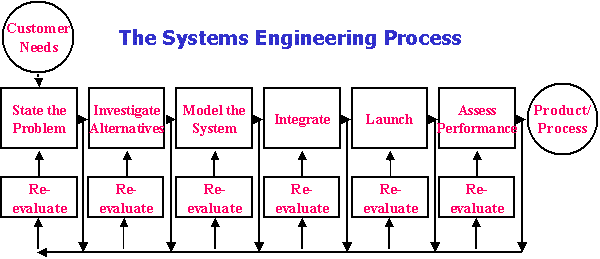 Customer
Needs
The Systems Engineering Process
State the
Problem
Investigate
Alternatives
Model the
System
Integrate
Launch
Assess
Performance
Product/
Process
Re-
evaluate
Re-
evaluate
Re-
evaluate
Re-
evaluate
Re-
evaluate
Re-
evaluate